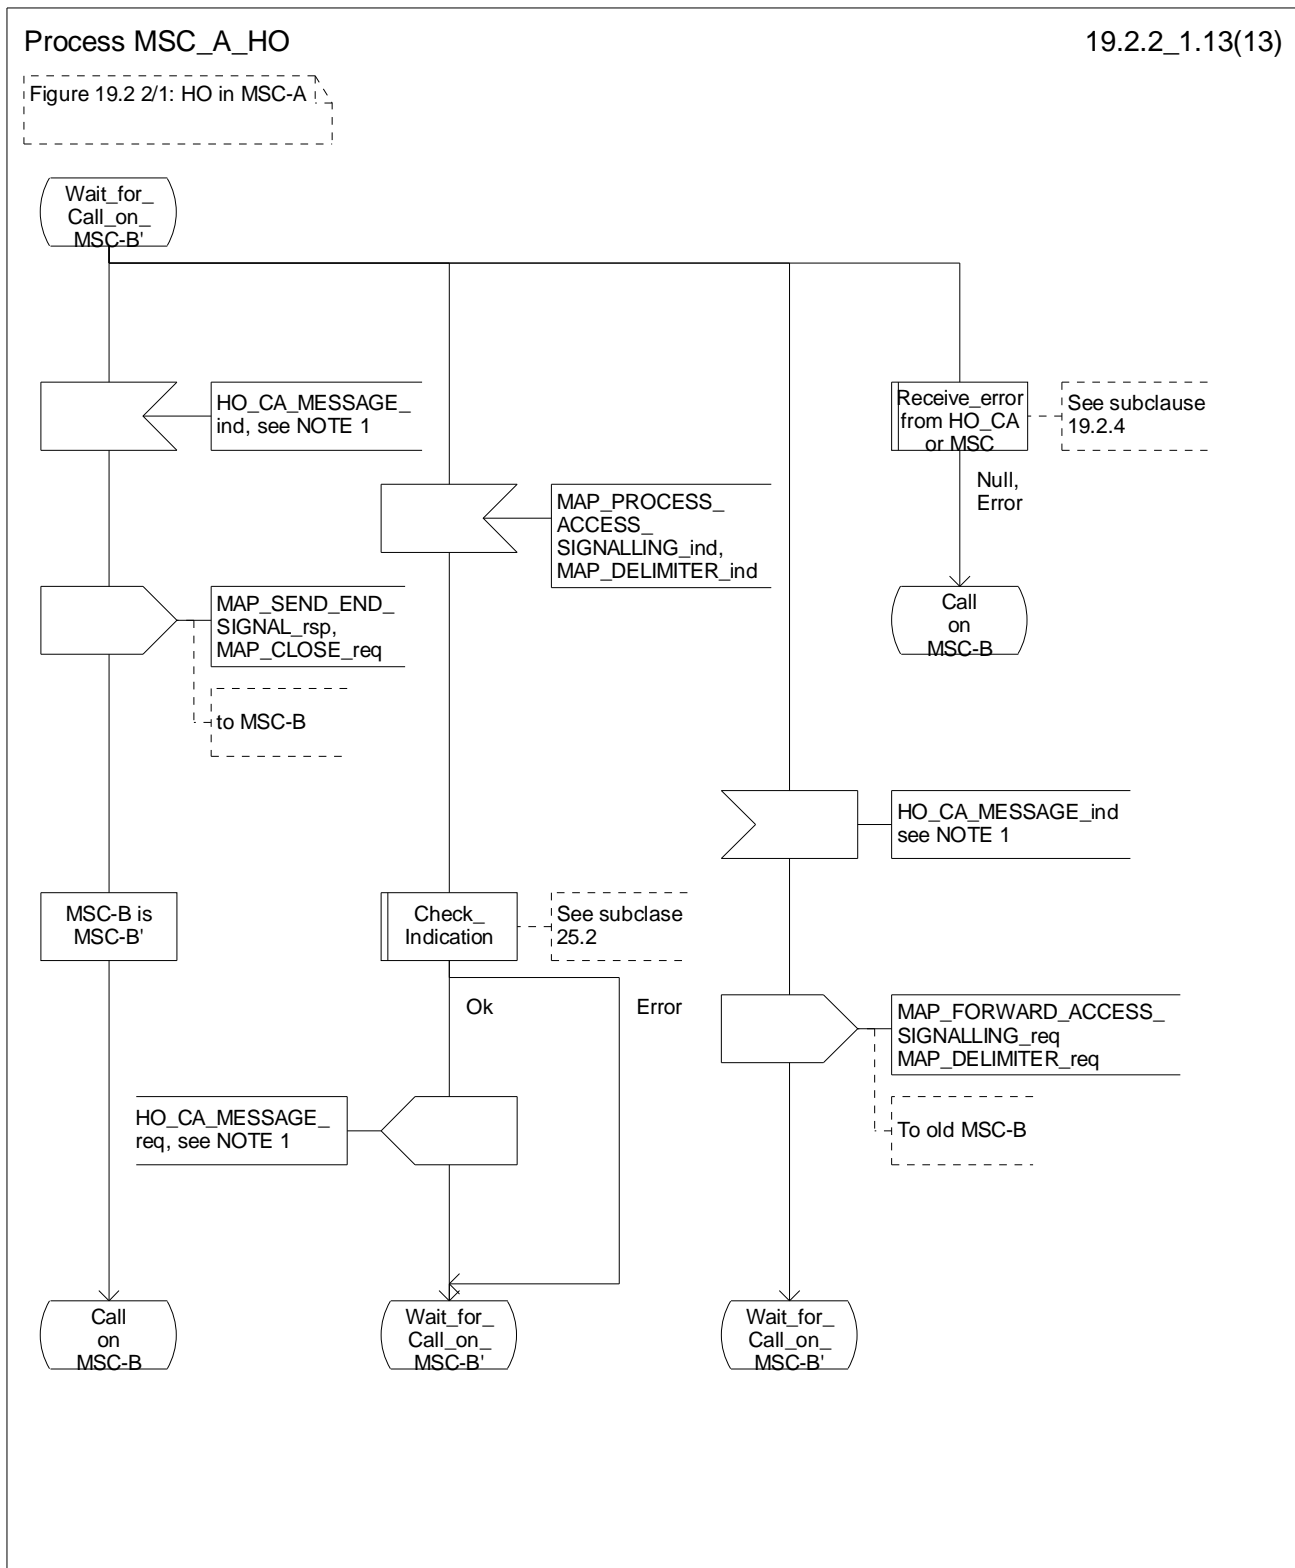 Process MSC_A_HO
19.2.2_1.13(13)
Figure 19.2 2/1: HO in MSC-A
Wait_for_
Call_on_
MSC-B'
HO_CA_MESSAGE_
ind, see NOTE 1
Receive_error
from HO_CA
or MSC
See subclause
19.2.4
Null,
Error
MAP_PROCESS_
ACCESS_
SIGNALLING_ind,
MAP_DELIMITER_ind
MAP_SEND_END_
SIGNAL_rsp,
MAP_CLOSE_req
Call
on
MSC-B
to MSC-B
HO_CA_MESSAGE_ind
see NOTE 1
MSC-B is
MSC-B'
Check_
Indication
See subclase
25.2
Ok
Error
MAP_FORWARD_ACCESS_
SIGNALLING_req
MAP_DELIMITER_req
HO_CA_MESSAGE_
req, see NOTE 1
To old MSC-B
Call
on
MSC-B
Wait_for_
Call_on_
MSC-B'
Wait_for_
Call_on_
MSC-B'